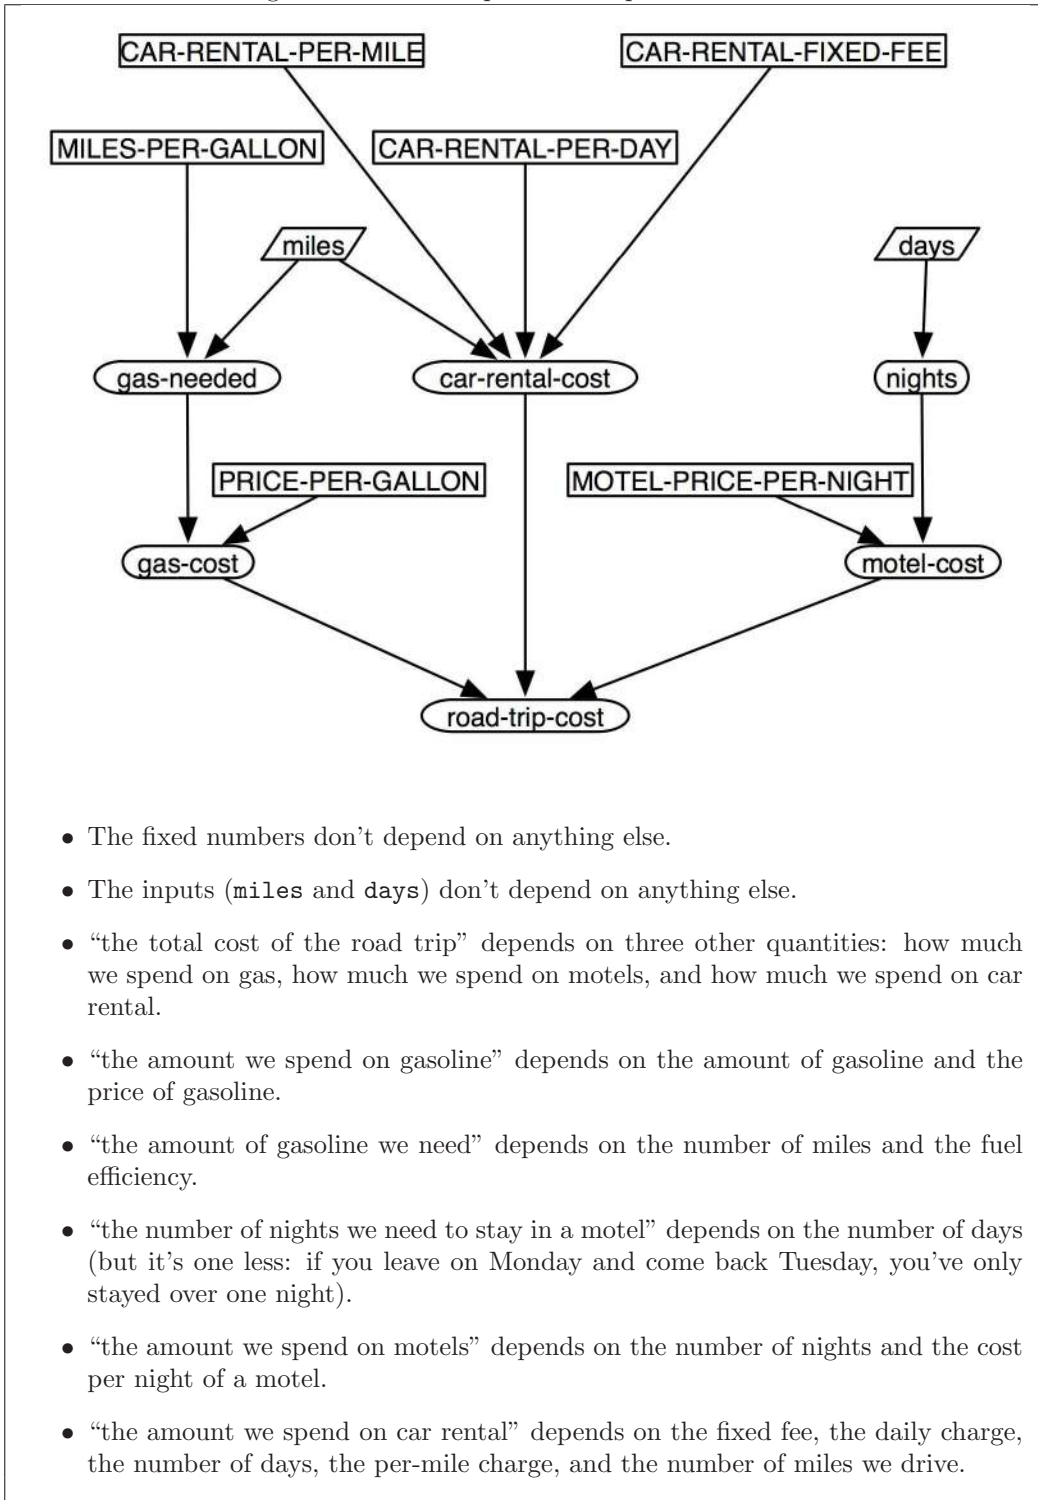 CAR-RENTAL-PER-MILE CAR-RENTAL-FIXED-FEE
MILES-PER-GALLON CAR-RENTAL-PER-DAY
miles days
gas-needed car-rental-cost nights
PRICE-PER-GALLON MOTEL-PRICE-PER-NIGHT
gas-cost motel-cost
road-trip-cost
• The fixed numbers don’t depend on anything else.
• The inputs (miles and days) don’t depend on anything else.
• “the total cost of the road trip” depends on three other quantities: how much
we spend on gas, how much we spend on motels, and how much we spend on car
rental.
• “the amount we spend on gasoline” depends on the amount of gasoline and the
price of gasoline.
• “the amount of gasoline we need” depends on the number of miles and the fuel
efficiency.
• “the number of nights we need to stay in a motel” depends on the number of days
(but it’s one less: if you leave on Monday and come back Tuesday, you’ve only
stayed over one night).
• “the amount we spend on motels” depends on the number of nights and the cost
per night of a motel.
• “the amount we spend on car rental” depends on the fixed fee, the daily charge,
the number of days, the per-mile charge, and the number of miles we drive.